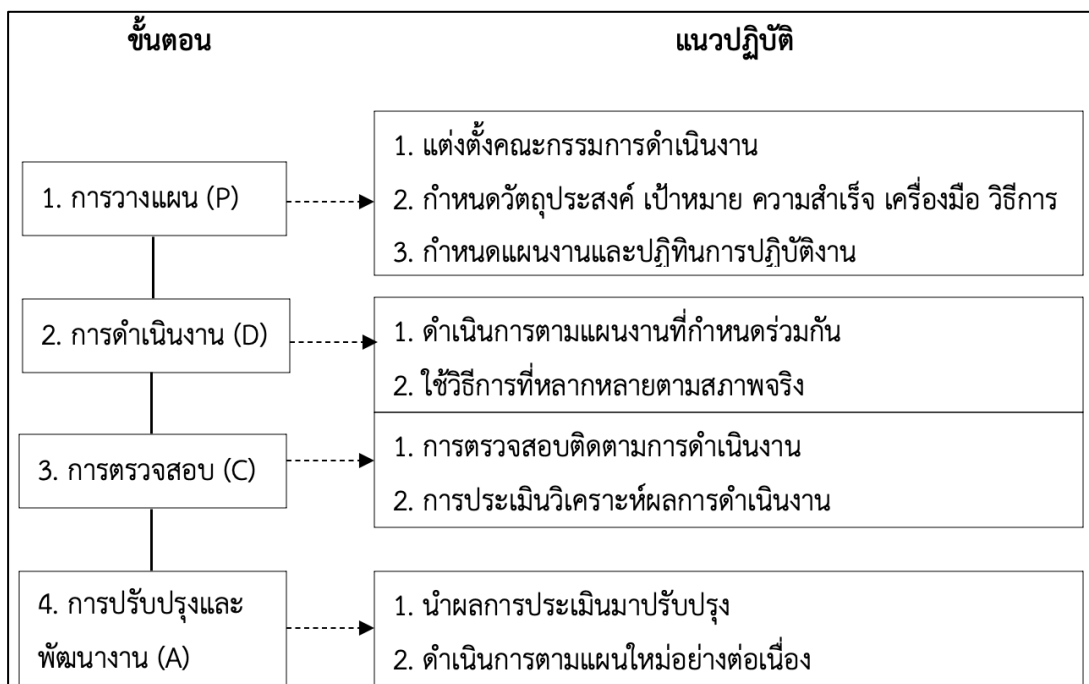 ขั้นตอน
แนวปฏิบัติ
1. การวางแผน (P)
1. แต่งตั้งคณะกรรมการดำเนินงาน
2. กำหนดวัตถุประสงค์ เป้าหมาย ความสำเร็จ เครื่องมือ วิธีการ
3. กำหนดแผนงานและปฏิทินการปฏิบัติงาน
2. การดำเนินงาน (D)
1. ดำเนินการตามแผนงานที่กำหนดร่วมกัน
2. ใช้วิธีการที่หลากหลายตามสภาพจริง
3. การตรวจสอบ (C)
1. การตรวจสอบติดตามการดำเนินงาน
2. การประเมินวิเคราะห์ผลการดำเนินงาน
4. การปรับปรุงและ
พัฒนางาน (A)
1. นำผลการประเมินมาปรับปรุง
2. ดำเนินการตามแผนใหม่อย่างต่อเนื่อง